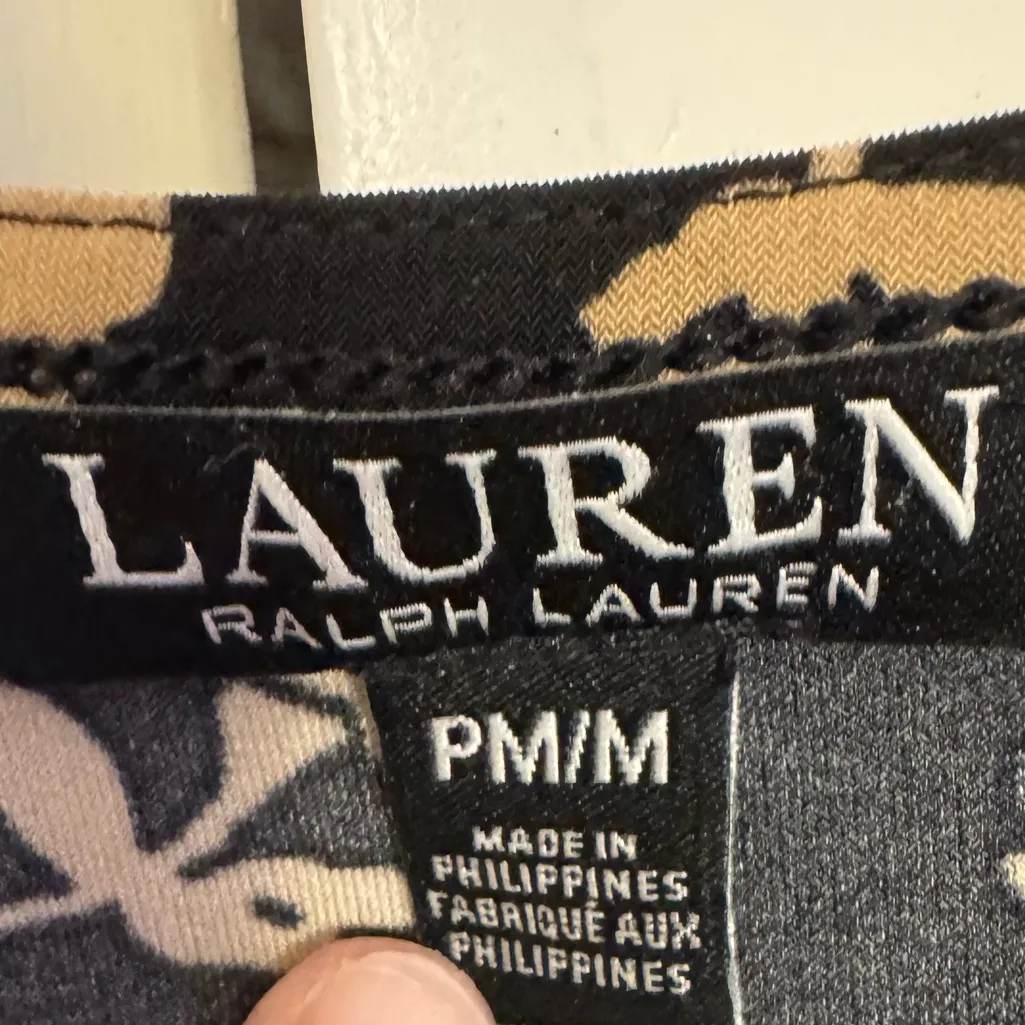 LAUREN
RALPH LAUREN
PM/M
MADE IN
PHILIPPINES
FABRIQUÉ AUX
PHILIPPINES